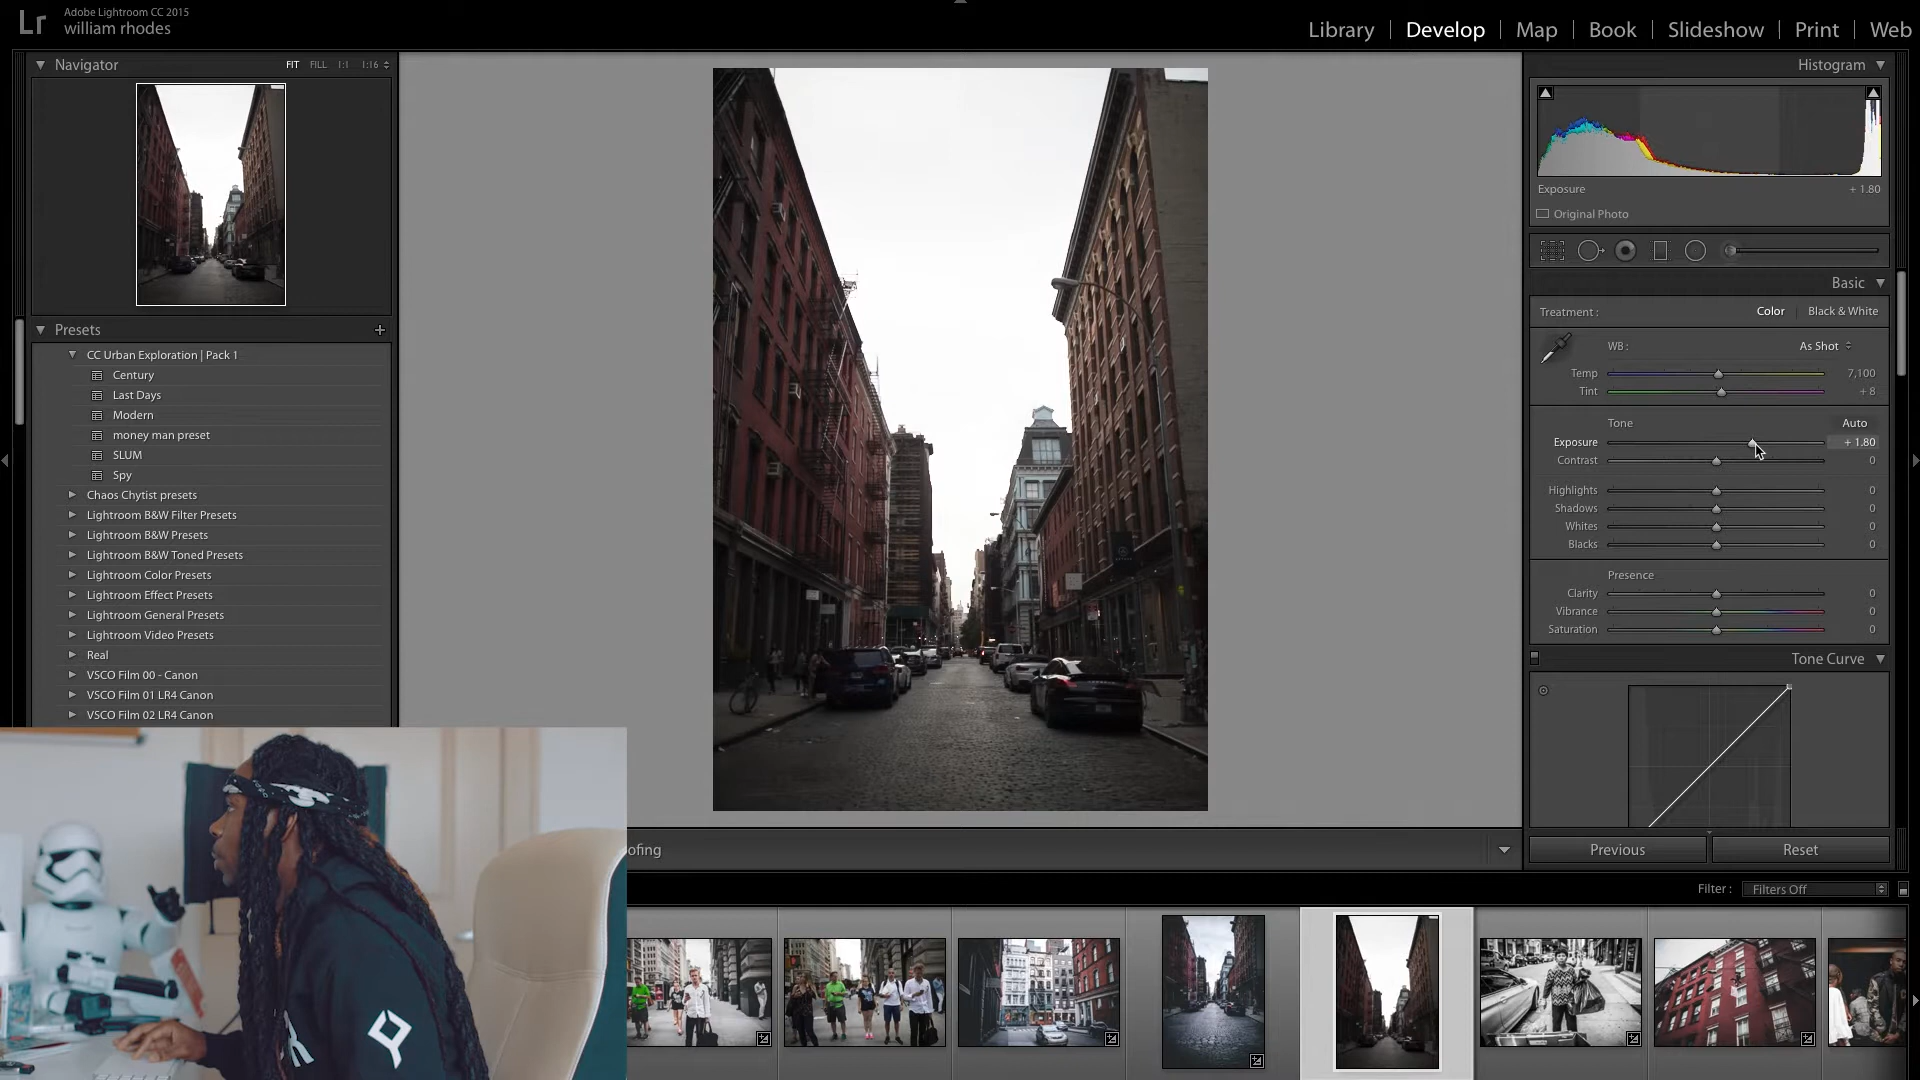 Lr
Adobe Lightroom CC 2015
william rhodes
Library | Develop | Map | Book | Slideshow | Print | Web
Navigator
FIT FILL 1:1 1:16
Presets +
CC Urban Exploration | Pack 1
Century
Last Days
Modern
money man preset
SLUM
Spy
Chaos Chytist presets
Lightroom B&W Filter Presets
Lightroom B&W Presets
Lightroom B&W Toned Presets
Lightroom Color Presets
Lightroom Effect Presets
Lightroom General Presets
Lightroom Video Presets
Real
VSCO Film 00 - Canon
VSCO Film 01 LR4 Canon
VSCO Film 02 LR4 Canon
Histogram
Exposure + 1.80
Original Photo
Basic
Treatment : Color | Black & White
WB : As Shot
Temp 7,100
Tint + 8
Tone Auto
Exposure + 1.80
Contrast 0
Highlights 0
Shadows 0
Whites 0
Blacks 0
Presence
Clarity 0
Vibrance 0
Saturation 0
Tone Curve
Previous Reset
ofing
Filter : Filters Off